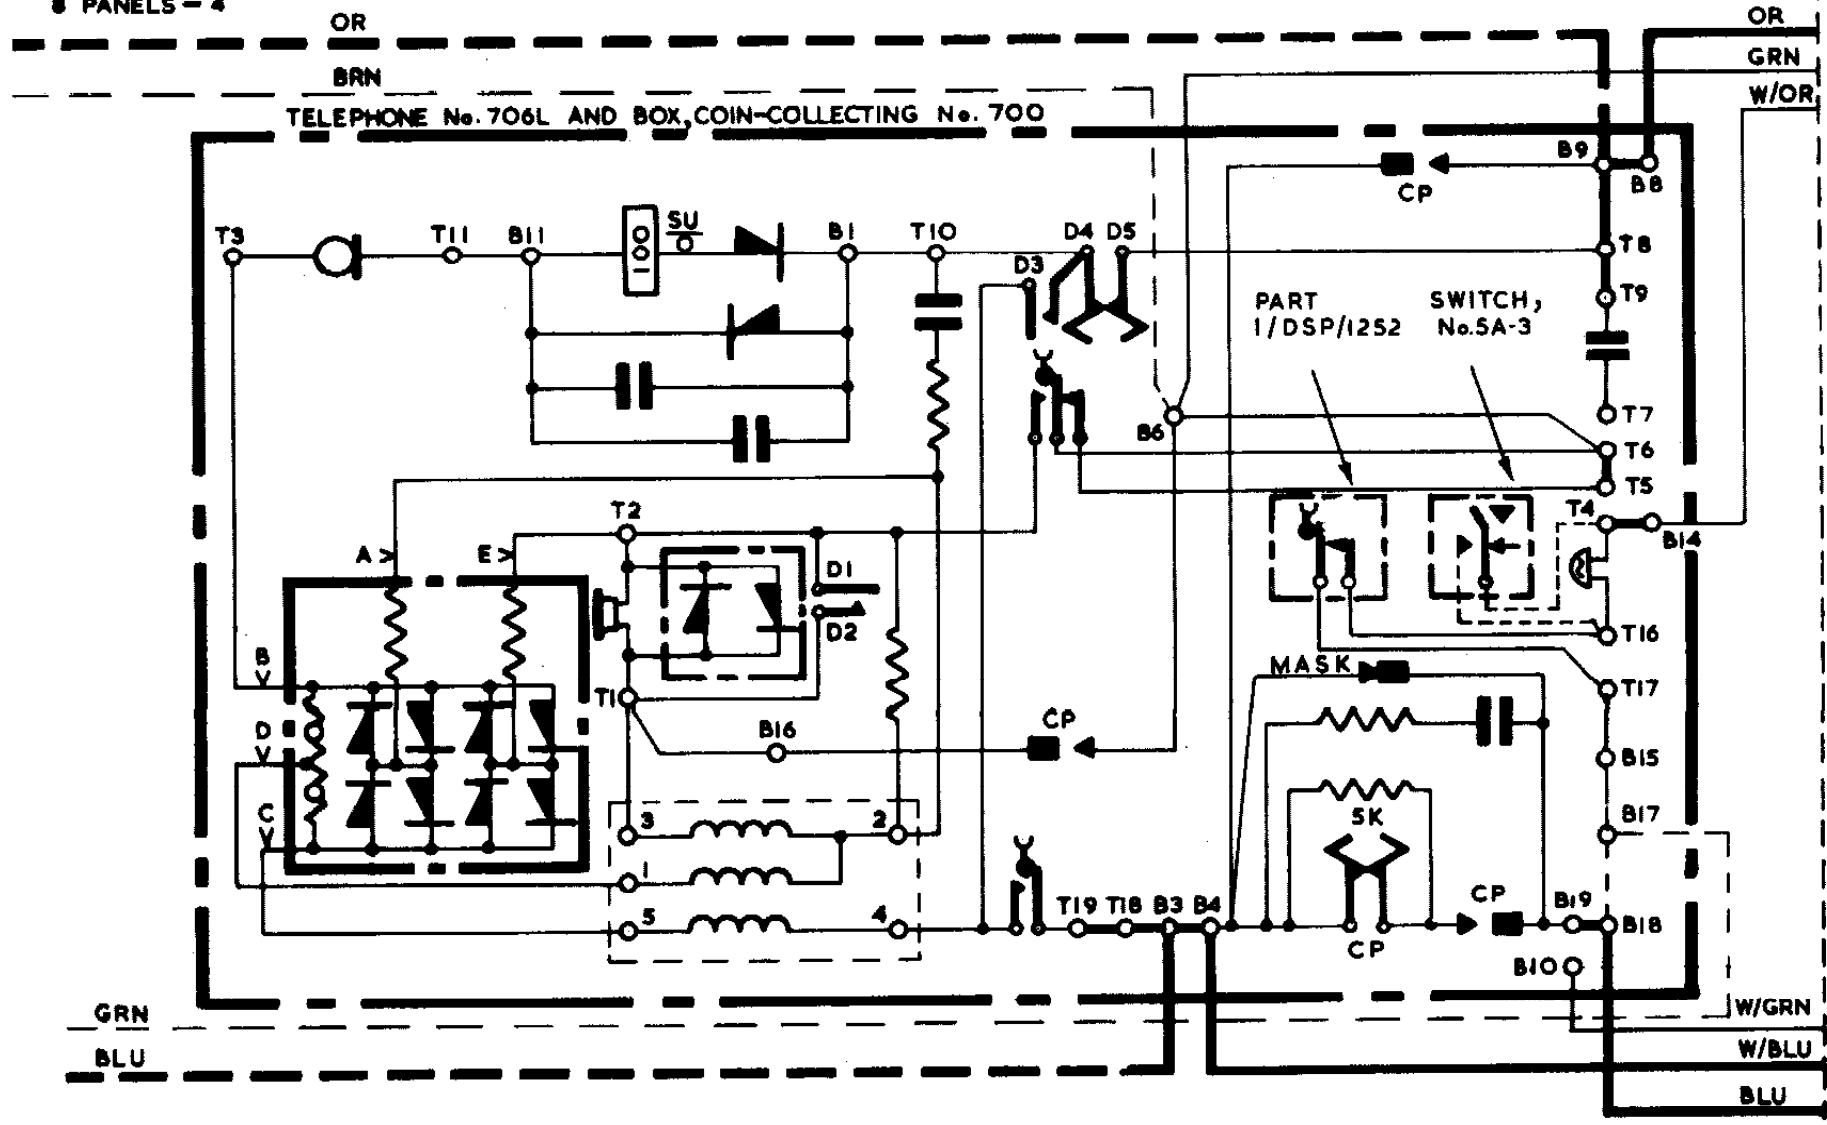 8 PANELS - 4
OR
OR
GRN
BRN
W/OR
TELEPHONE No. 706L AND BOX, COIN-COLLECTING No. 700
B9
B8
CP
T3
T11
B11
SU
B1
T10
D4
D5
T8
D3
T9
PART
1/DSP/1252
SWITCH,
No.5A-3
T7
B6
T6
T5
T4
B14
T2
A
E
D1
D2
T16
B
MASK
T17
T1
D
B16
CP
B15
C
3
2
5K
B17
1
5
4
T19
T18
B3
B4
CP
CP
B19
B18
B10
GRN
W/GRN
BLU
W/BLU
BLU